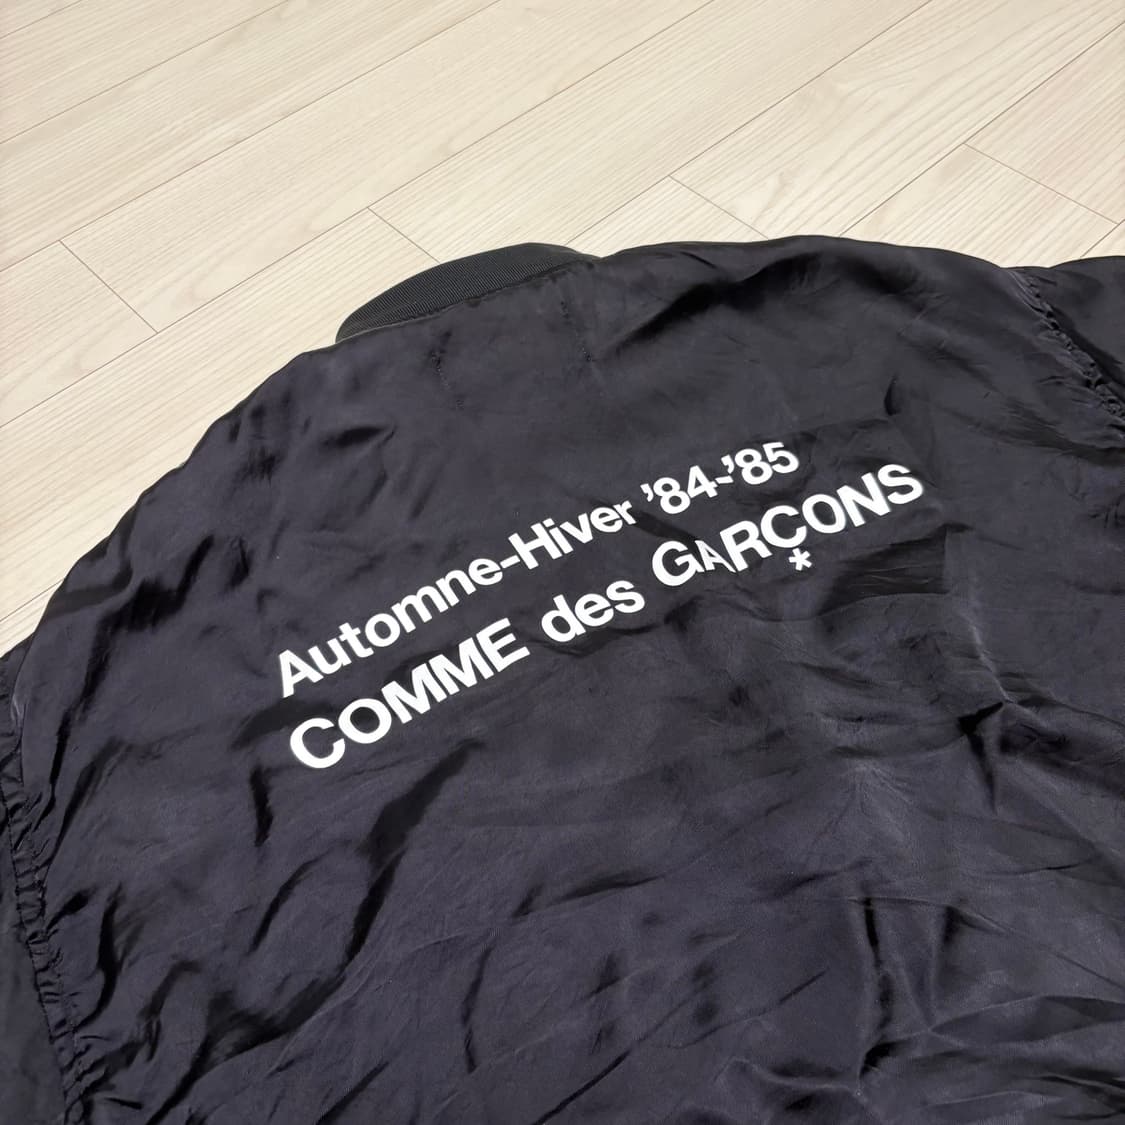 Automne-Hiver '84-'85
COMME des GARÇONS
*